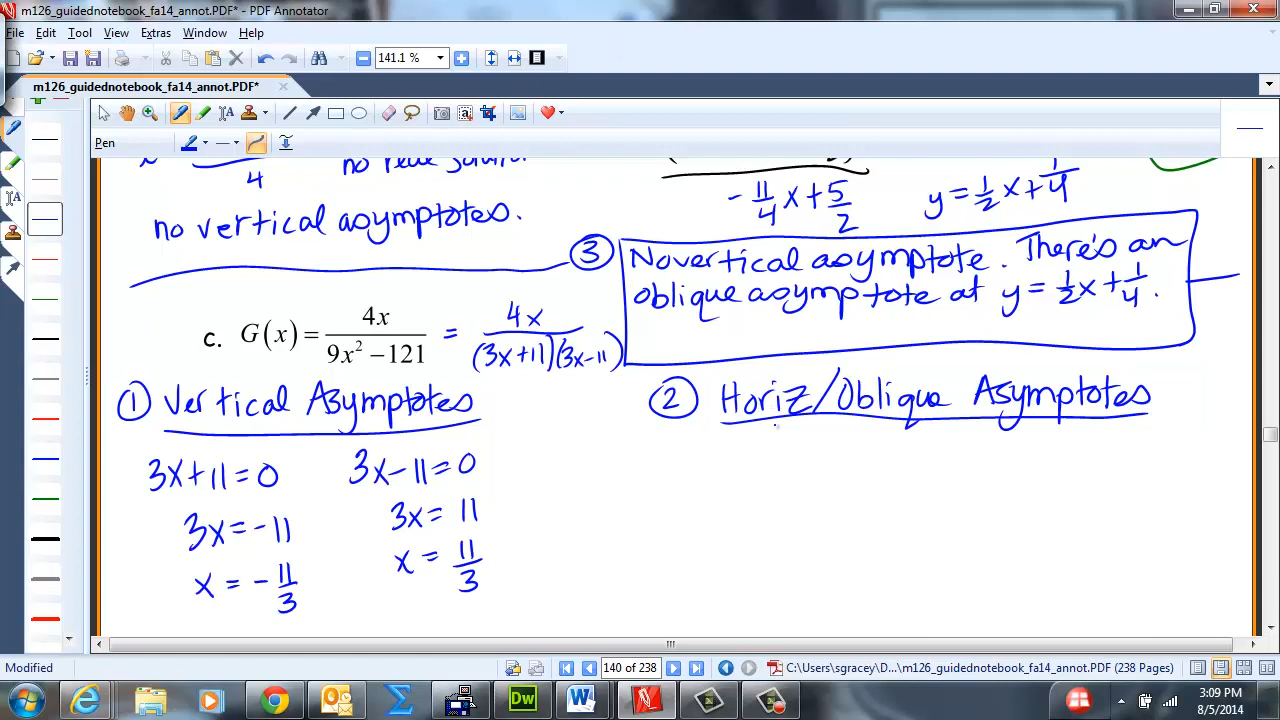 m126_guidednotebook_fa14_annot.PDF* - PDF Annotator
File Edit Tool View Extras Window Help
141.1 %
m126_guidednotebook_fa14_annot.PDF*
Pen
4
no vertical asymptotes.
- 11/4 x + 5/2
y = 1/2 x + 1/4
③ No vertical asymptote. There's an
oblique asymptote at y = 1/2 x + 1/4.
c. G(x) = 4x / (9x² − 121) = 4x / (3x+11)(3x-11)
① Vertical Asymptotes
3x+11=0 3x-11=0
3x=-11 3x= 11
x = - 11/3 x = 11/3
② Horiz/Oblique Asymptotes
Modified
140 of 238
C:\Users\sgracey\D...\m126_guidednotebook_fa14_annot.PDF (238 Pages)
Dw
3:09 PM
8/5/2014